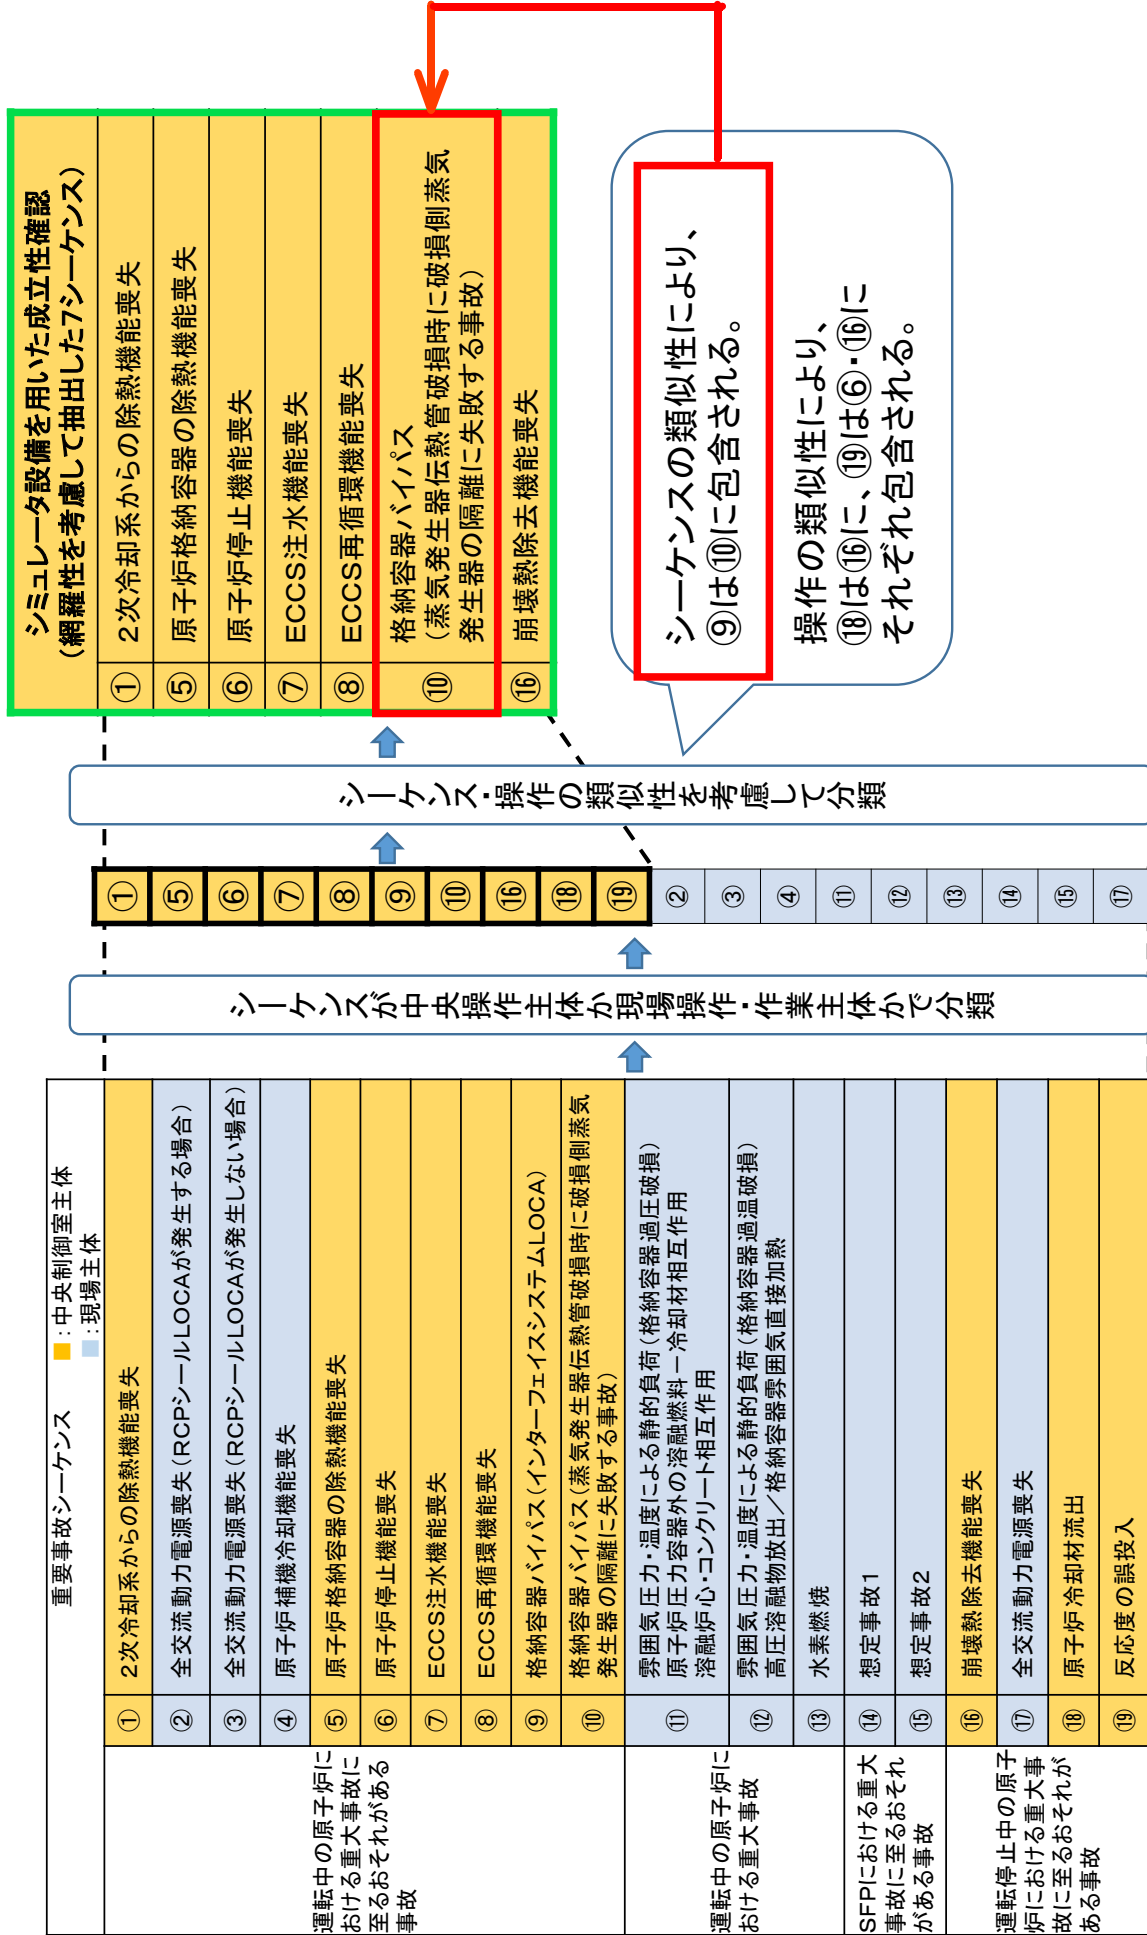 重要事故シーケンス
■:中央制御室主体
■:現場主体
運転中の原子炉に
おける重大事故に
至るおそれがある
事故
① 2次冷却系からの除熱機能喪失
② 全交流動力電源喪失(RCPシールLOCAが発生する場合)
③ 全交流動力電源喪失(RCPシールLOCAが発生しない場合)
④ 原子炉補機冷却機能喪失
⑤ 原子炉格納容器の除熱機能喪失
⑥ 原子炉停止機能喪失
⑦ ECCS注水機能喪失
⑧ ECCS再循環機能喪失
⑨ 格納容器バイパス(インターフェイスシステムLOCA)
⑩ 格納容器バイパス(蒸気発生器伝熱管破損時に破損側蒸気
発生器の隔離に失敗する事故)
運転中の原子炉に
おける重大事故
⑪ 雰囲気圧力・温度による静的負荷(格納容器過圧破損)
原子炉圧力容器外の溶融燃料-冷却材相互作用
溶融炉心・コンクリート相互作用
⑫ 雰囲気圧力・温度による静的負荷(格納容器過温破損)
高圧溶融物放出/格納容器雰囲気直接加熱
⑬ 水素燃焼
SFPにおける重大
事故に至るおそれ
がある事故
⑭ 想定事故1
⑮ 想定事故2
運転停止中の原子
炉における重大事
故に至るおそれが
ある事故
⑯ 崩壊熱除去機能喪失
⑰ 全交流動力電源喪失
⑱ 原子炉冷却材流出
⑲ 反応度の誤投入
シーケンスが中央操作主体か現場操作・作業主体かで分類
①
⑤
⑥
⑦
⑧
⑨
⑩
⑯
⑱
⑲
②
③
④
⑪
⑫
⑬
⑭
⑮
⑰
シーケンス・操作の類似性を考慮して分類
シミュレータ設備を用いた成立性確認
(網羅性を考慮して抽出した7シーケンス)
① 2次冷却系からの除熱機能喪失
⑤ 原子炉格納容器の除熱機能喪失
⑥ 原子炉停止機能喪失
⑦ ECCS注水機能喪失
⑧ ECCS再循環機能喪失
⑩ 格納容器バイパス
(蒸気発生器伝熱管破損時に破損側蒸気
発生器の隔離に失敗する事故)
⑯ 崩壊熱除去機能喪失
シーケンスの類似性により、
⑨は⑩に包含される。
操作の類似性により、
⑱は⑯に、⑲は⑥・⑯に
それぞれ包含される。